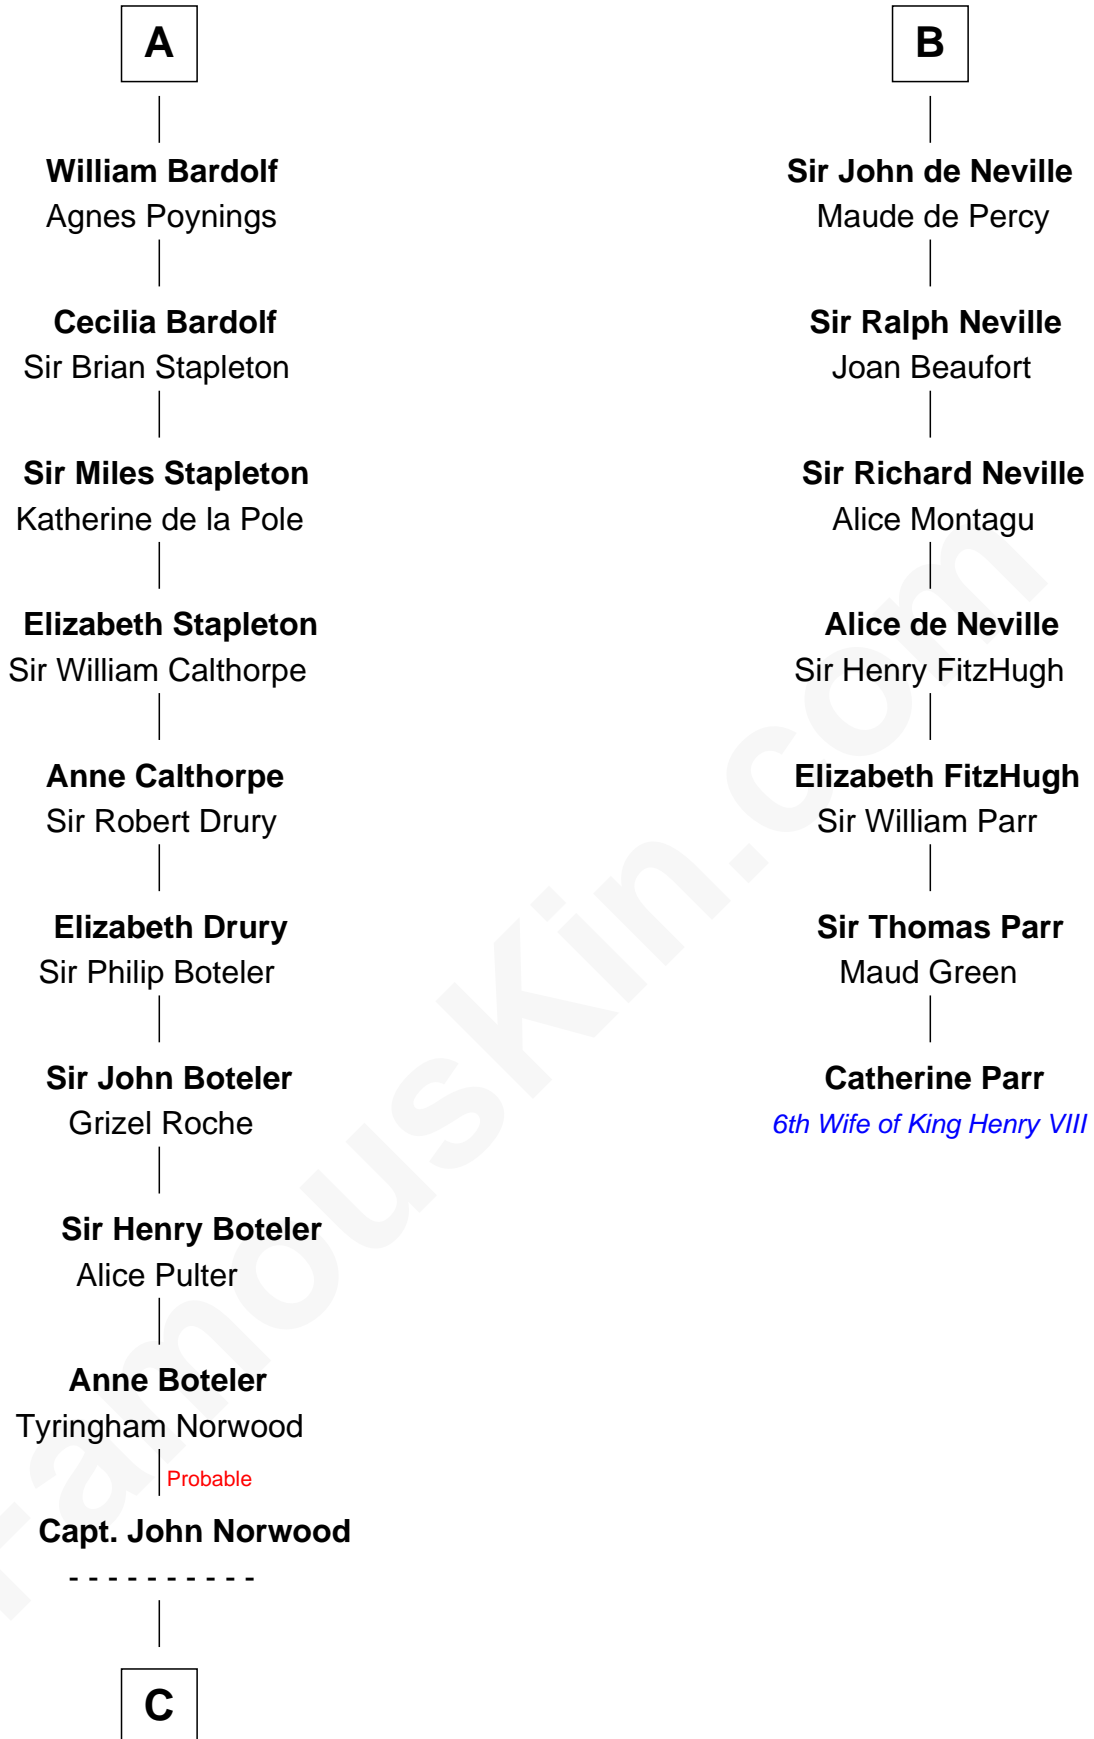 A
William Bardolf
Agnes Poynings
Cecilia Bardolf
Sir Brian Stapleton
Sir Miles Stapleton
Katherine de la Pole
Elizabeth Stapleton
Sir William Calthorpe
Anne Calthorpe
Sir Robert Drury
Elizabeth Drury
Sir Philip Boteler
Sir John Boteler
Grizel Roche
Sir Henry Boteler
Alice Pulter
Anne Boteler
Tyringham Norwood
Probable
Capt. John Norwood
- - - - - - - - - -
C
B
Sir John de Neville
Maude de Percy
Sir Ralph Neville
Joan Beaufort
Sir Richard Neville
Alice Montagu
Alice de Neville
Sir Henry FitzHugh
Elizabeth FitzHugh
Sir William Parr
Sir Thomas Parr
Maud Green
Catherine Parr
6th Wife of King Henry VIII
FamousKin.com